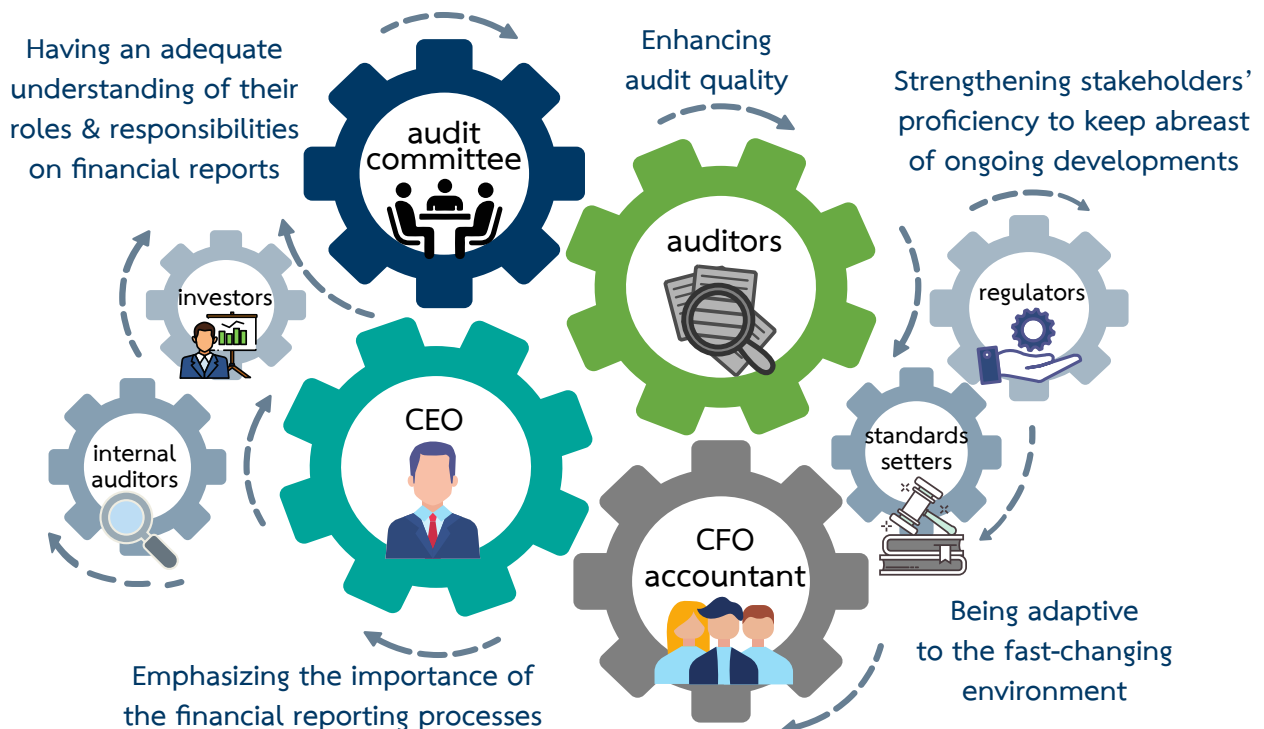 Having an adequate
understanding of their
roles & responsibilities
on financial reports
audit
committee
Enhancing
audit quality
auditors
Strengthening stakeholders’
proficiency to keep abreast
of ongoing developments
investors
regulators
internal
auditors
CEO
standards
setters
CFO
accountant
Emphasizing the importance of
the financial reporting processes
Being adaptive
to the fast-changing
environment